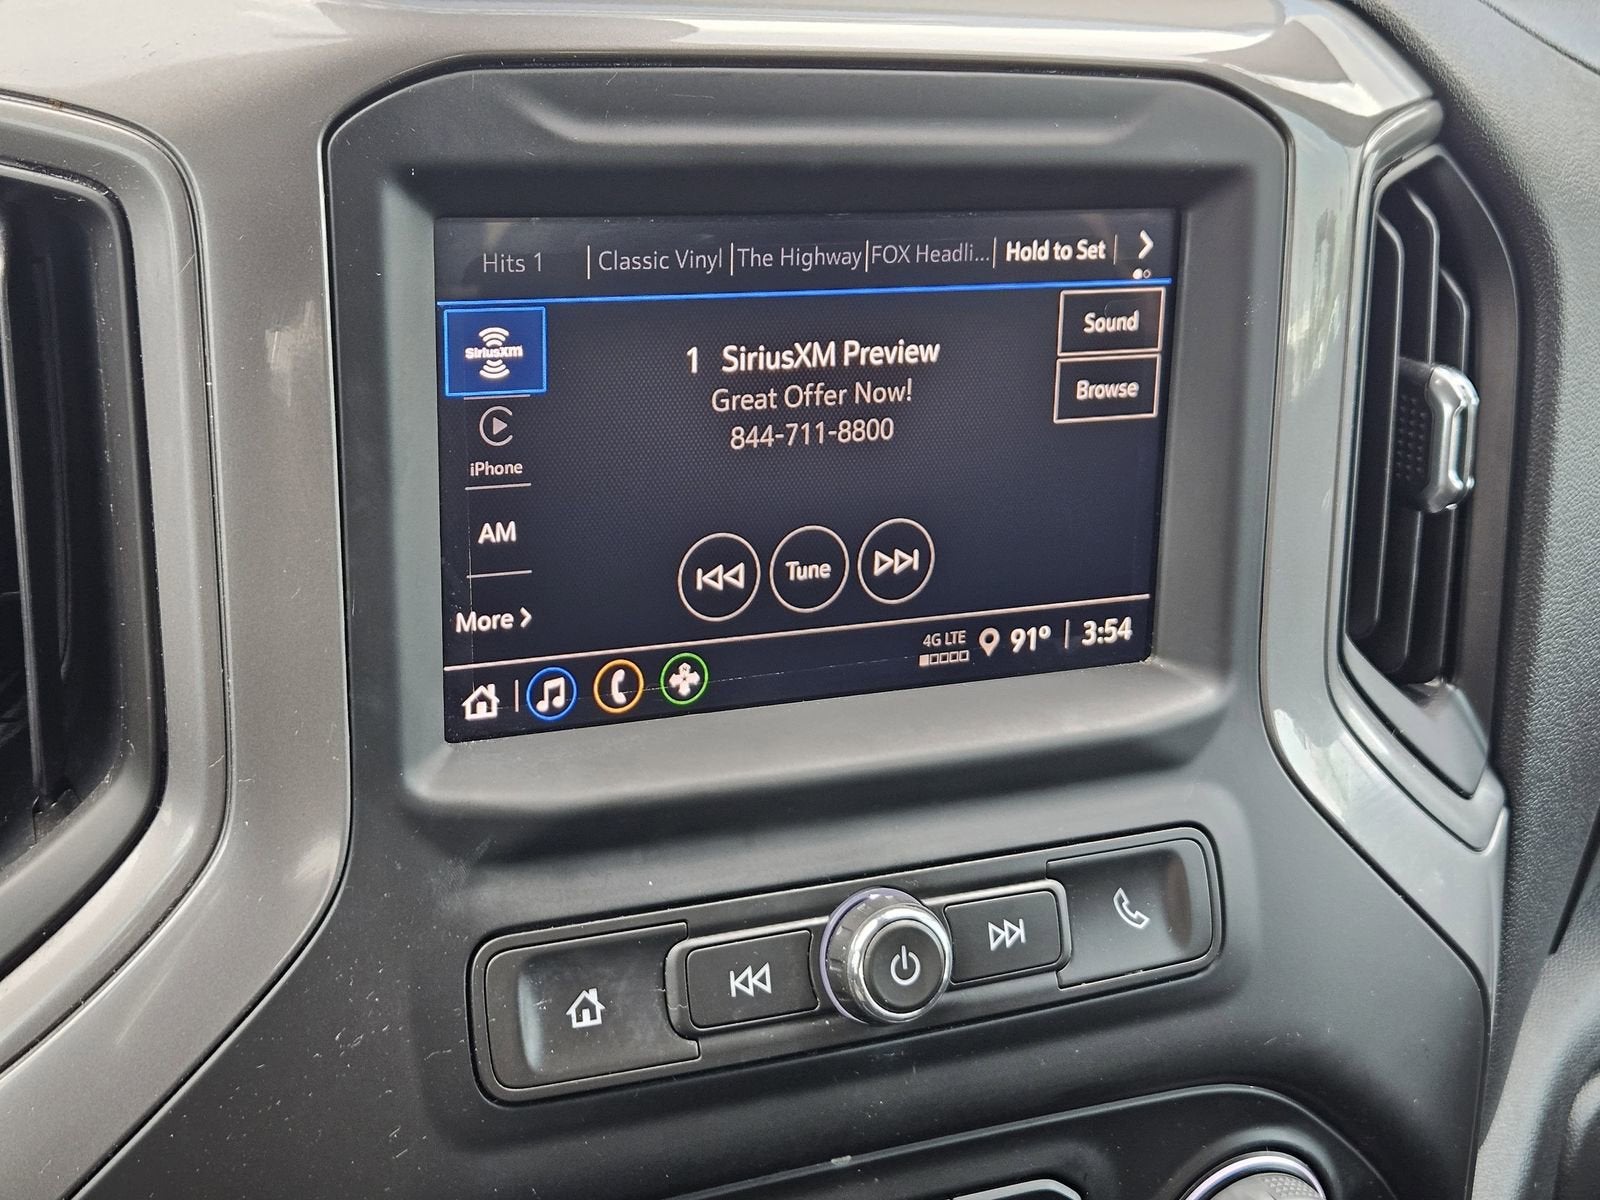 Hits 1 | Classic Vinyl | The Highway | FOX Headli... | Hold to Set
SiriusXM
1 SiriusXM Preview
Great Offer Now!
844-711-8800
Sound
Browse
iPhone
AM
More
Tune
4G LTE 91° | 3:54